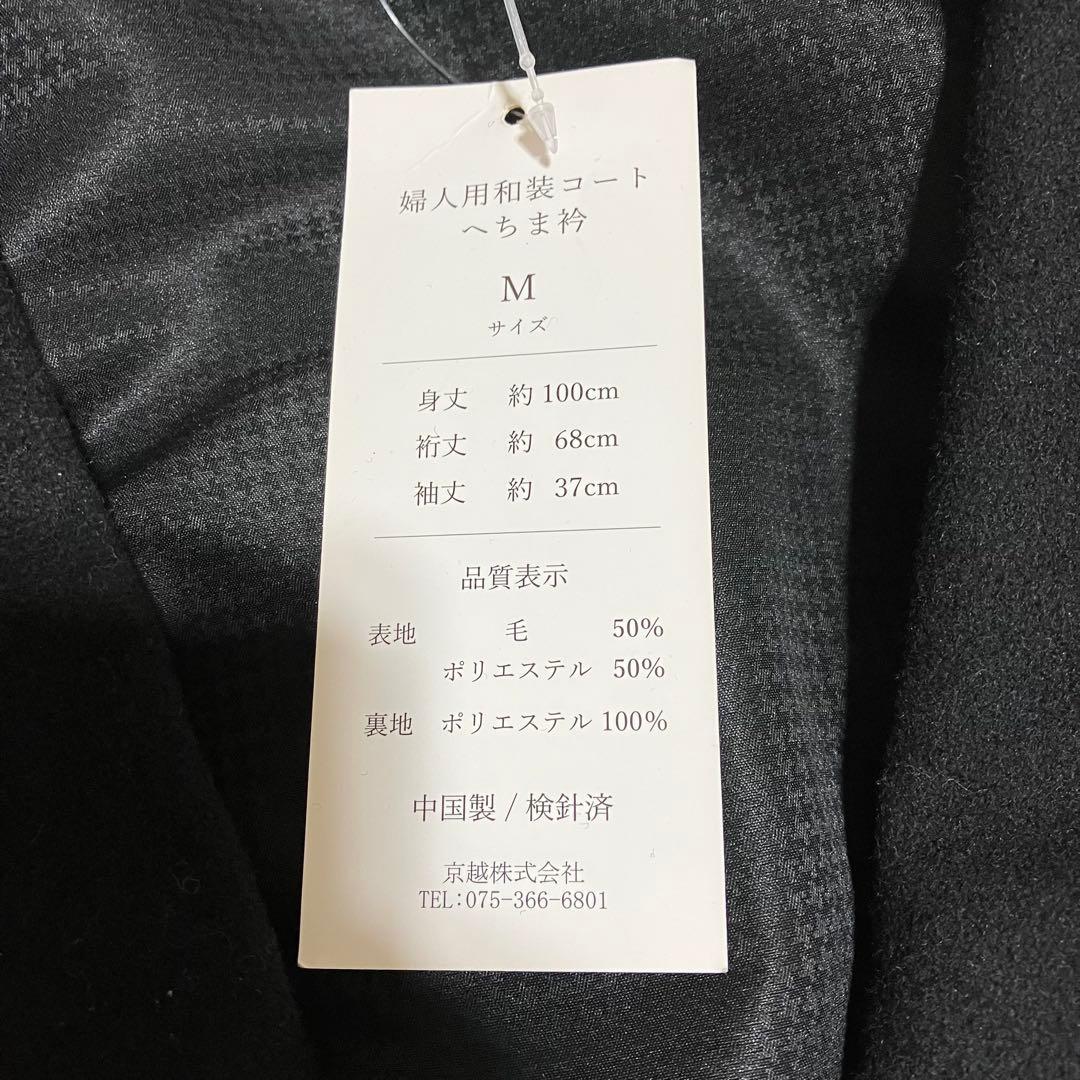 婦人用和装コート
へちま衿
M
サイズ
身丈 約 100cm
裄丈 約 68cm
袖丈 約 37cm
品質表示
表地 毛 50%
ポリエステル 50%
裏地 ポリエステル 100%
中国製 / 検針済
京越株式会社
TEL:075-366-6801